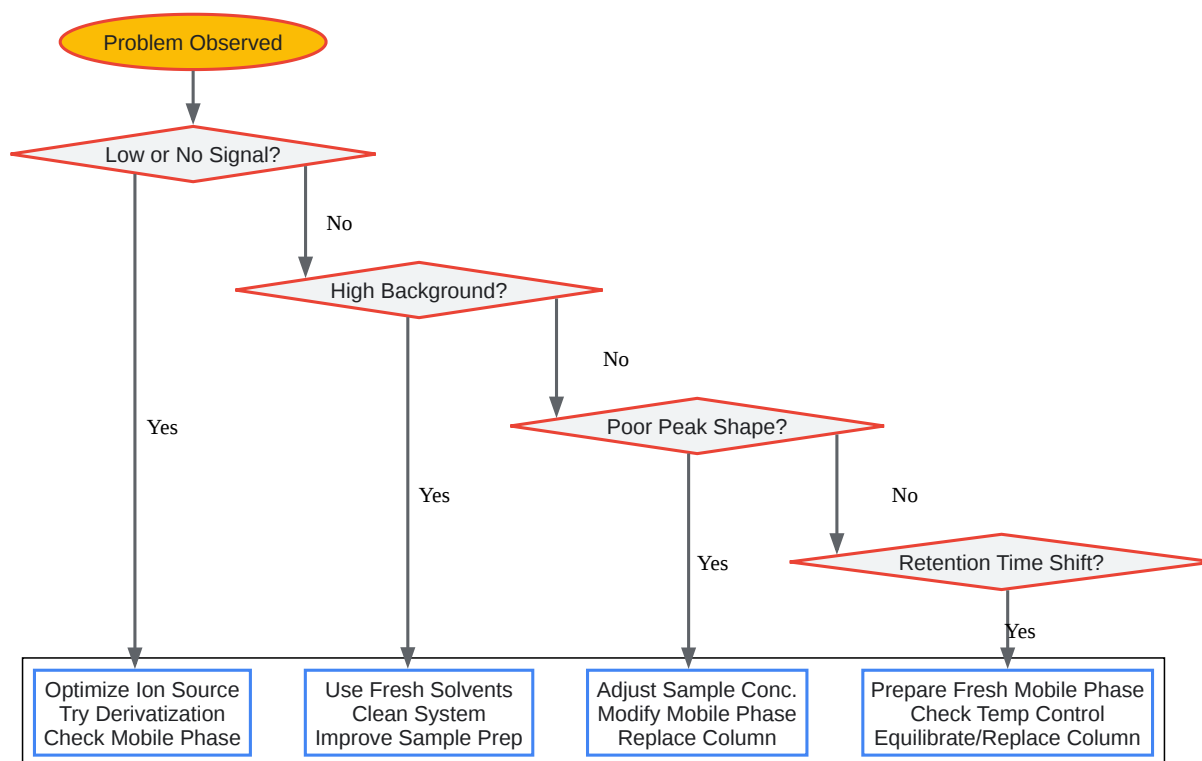 Problem Observed
Low or No Signal?
No
High Background?
No
Yes
Poor Peak Shape?
Yes
No
Yes
Retention Time Shift?
Yes
Optimize Ion Source
Try Derivatization
Check Mobile Phase
Use Fresh Solvents
Clean System
Improve Sample Prep
Adjust Sample Conc.
Modify Mobile Phase
Replace Column
Prepare Fresh Mobile Phase
Check Temp Control
Equilibrate/Replace Column